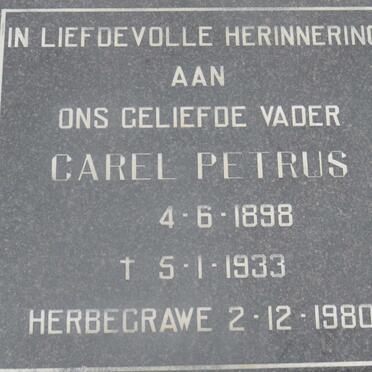 IN LIEFDEVOLLE HERINNERING
AAN
ONS GELIEFDE VADER
CAREL PETRUS
4-6-1898
† 5-1-1933
HERBEGRAWE 2-12-1980